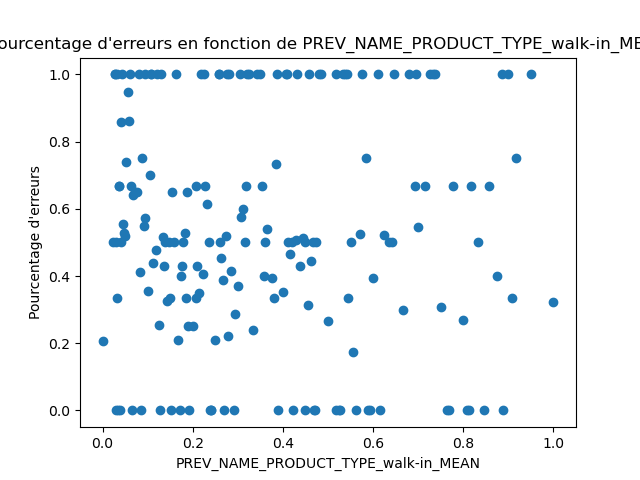 ourcentage d'erreurs en fonction de PREV_NAME_PRODUCT_TYPE_walk-in_ME
1.0
0.8
0.6
0.4
0.2
0.0
Pourcentage d'erreurs
0.0 0.2 0.4 0.6 0.8 1.0
PREV_NAME_PRODUCT_TYPE_walk-in_MEAN